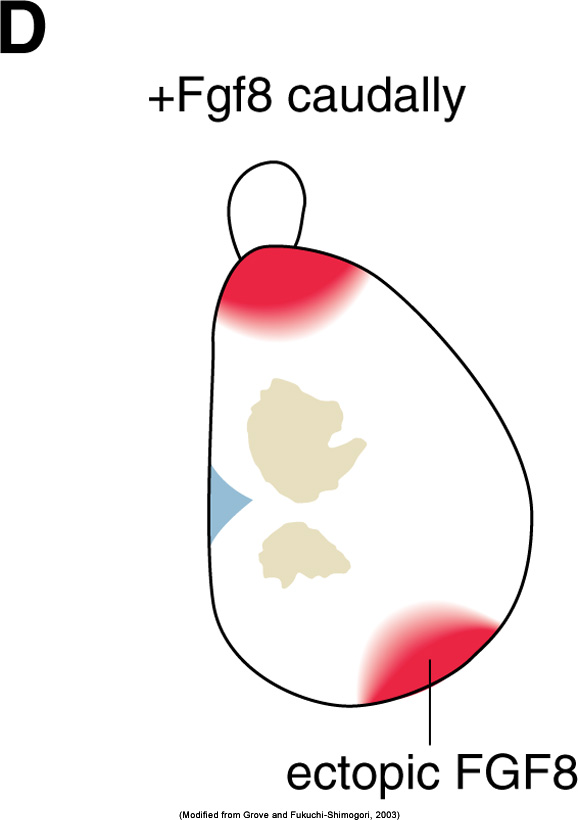 D
+Fgf8 caudally
ectopic FGF8
(Modified from Grove and Fukuchi-Shimogori, 2003)